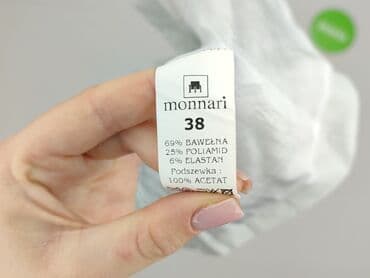 monnari
38
69% BAWEŁNA
25% POLIAMID
6% ELASTAN
Podszewka :
100% ACETAT